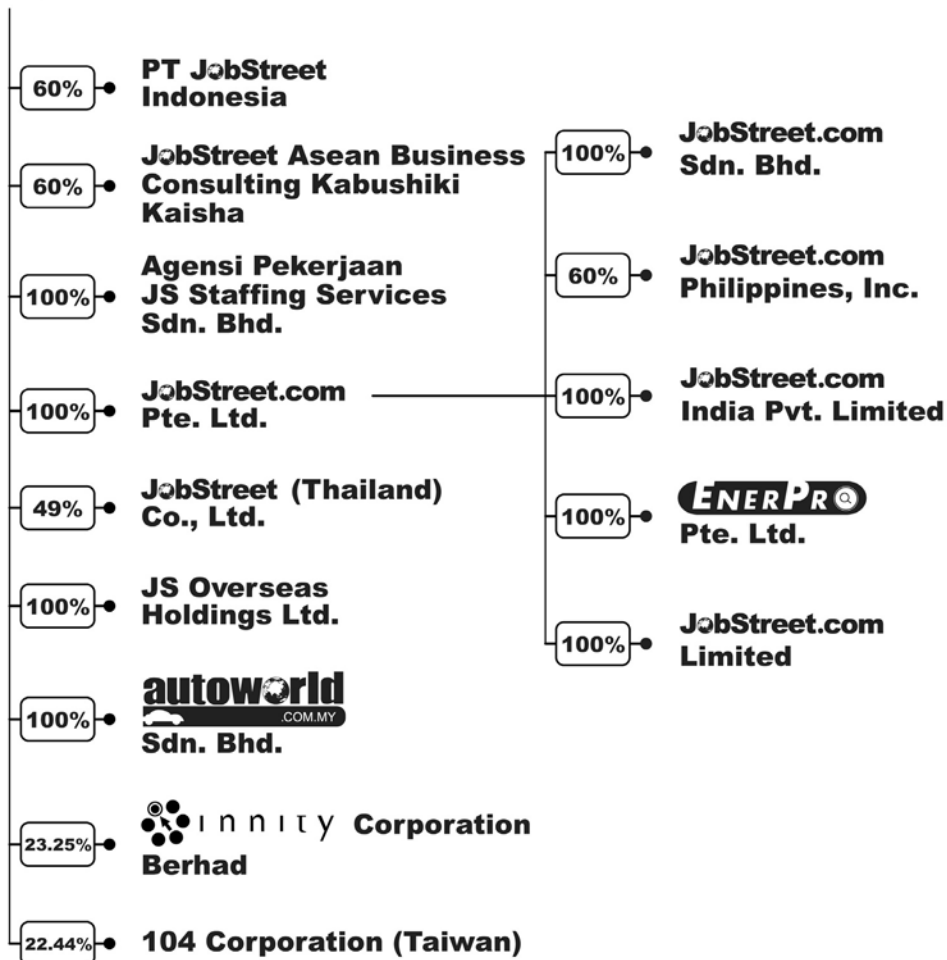 60%
PT JobStreet
Indonesia
60%
JobStreet Asean Business
Consulting Kabushiki
Kaisha
100%
Agensi Pekerjaan
JS Staffing Services
Sdn. Bhd.
100%
JobStreet.com
Pte. Ltd.
49%
JobStreet (Thailand)
Co., Ltd.
100%
JS Overseas
Holdings Ltd.
100%
autoworld
.COM.MY
Sdn. Bhd.
23.25%
innity Corporation
Berhad
22.44%
104 Corporation (Taiwan)
100%
JobStreet.com
Sdn. Bhd.
60%
JobStreet.com
Philippines, Inc.
100%
JobStreet.com
India Pvt. Limited
100%
ENERPRO
Pte. Ltd.
100%
JobStreet.com
Limited